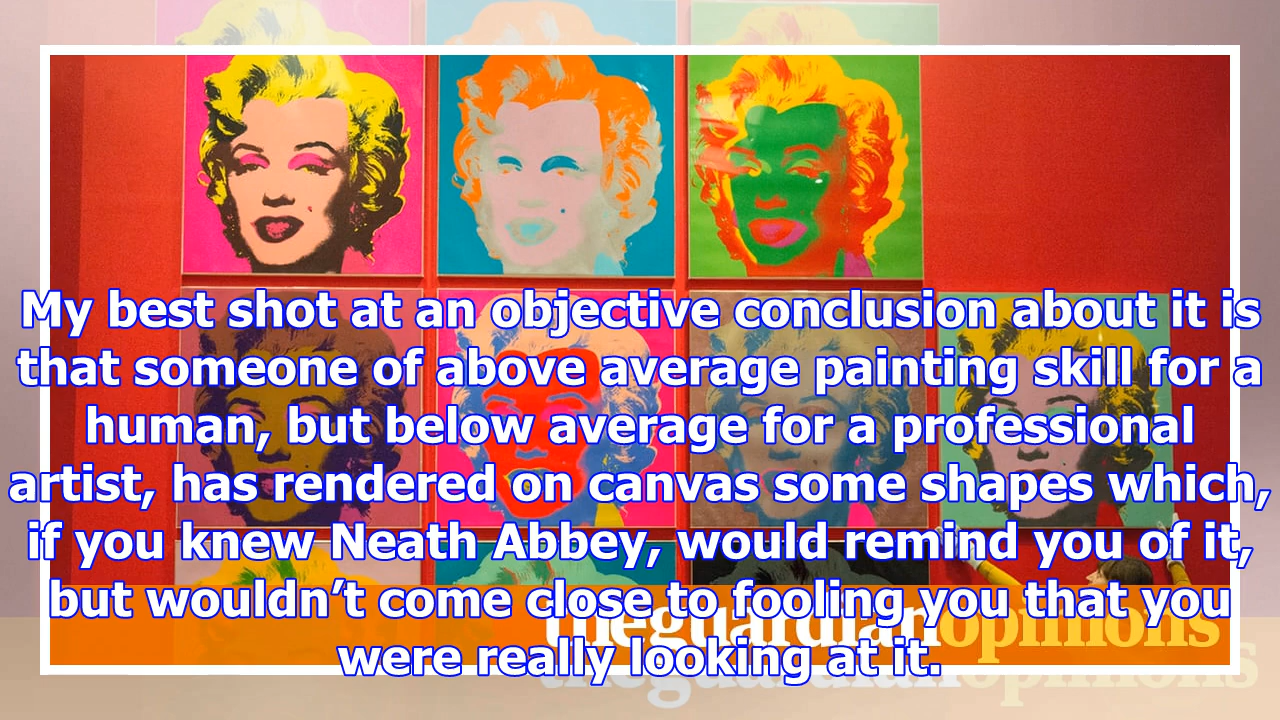 My best shot at an objective conclusion about it is
that someone of above average painting skill for a
human, but below average for a professional
artist, has rendered on canvas some shapes which,
if you knew Neath Abbey, would remind you of it,
but wouldn’t come close to fooling you that you
theguardianopinions
were really looking at it.
theguardianopinions